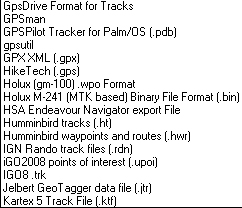 GpsDrive Format for Tracks
GPSman
GPSPilot Tracker for Palm/OS (.pdb)
gpsutil
GPX XML (.gpx)
HikeTech (.gps)
Holux (gm-100) .wpo Format
Holux M-241 (MTK based) Binary File Format (.bin)
HSA Endeavour Navigator export File
Humminbird tracks (.ht)
Humminbird waypoints and routes (.hwr)
IGN Rando track files (.rdn)
iGO2008 points of interest (.upoi)
IGO8 .trk
Jelbert GeoTagger data file (.jtr)
Kartex 5 Track File (.ktf)